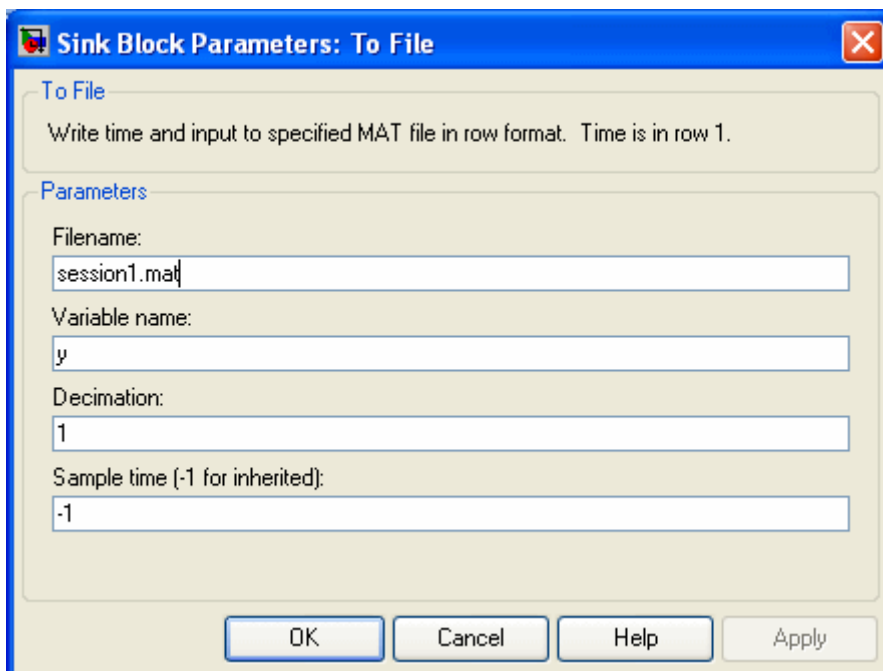 Sink Block Parameters: To File
To File
Write time and input to specified MAT file in row format.  Time is in row 1.
Parameters
Filename:
session1.mat
Variable name:
y
Decimation:
1
Sample time (-1 for inherited):
-1
OK Cancel Help Apply